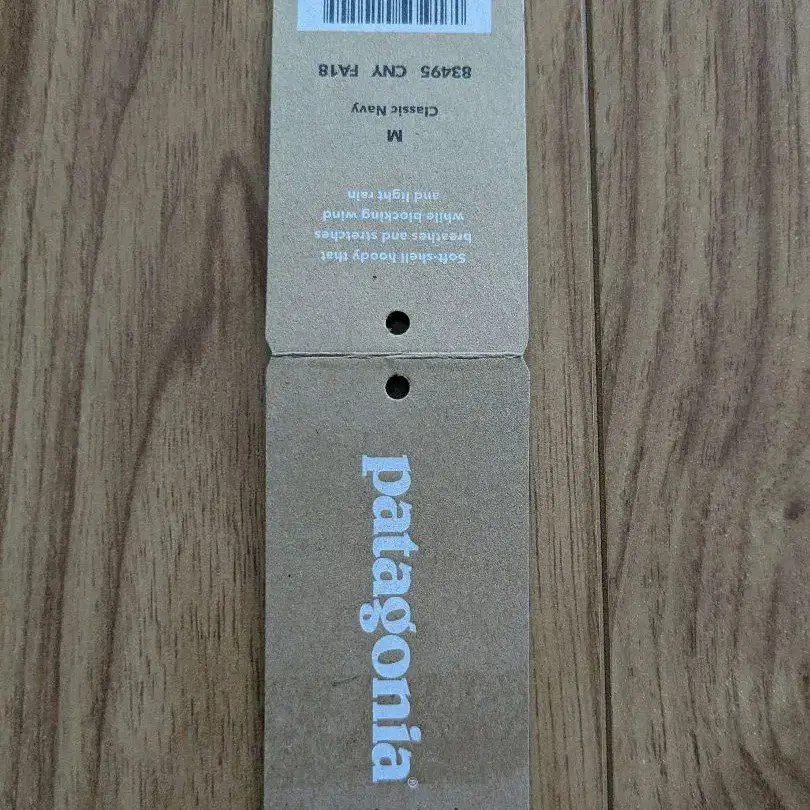 Soft-shell hoody that
breathes and stretches
while blocking wind
and light rain
M
Classic Navy
83495 CNY FA18
patagonia®